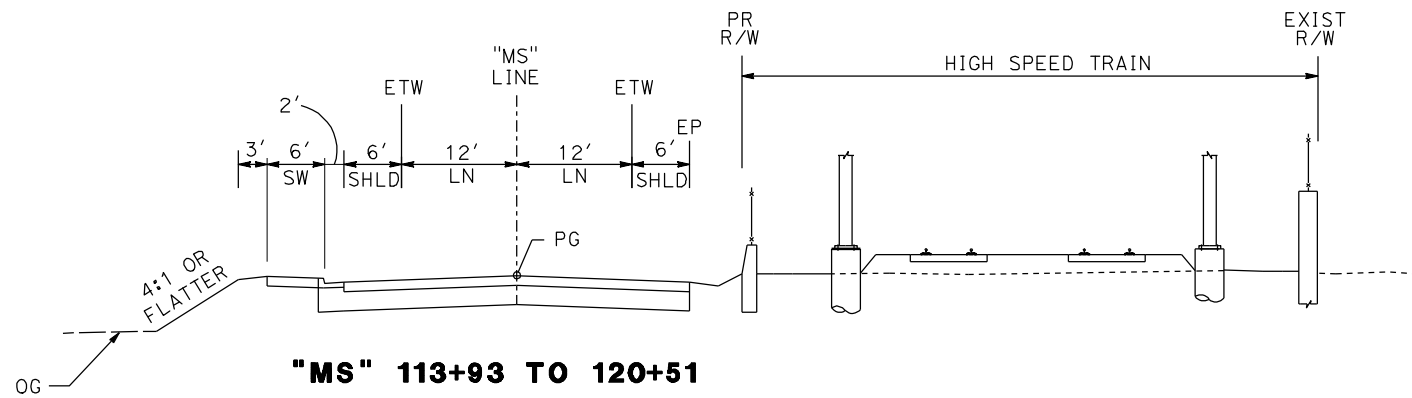 PR
R/W
EXIST
R/W
HIGH SPEED TRAIN
"MS"
LINE
ETW
ETW
2'
EP
3'
6'
6'
12'
12'
6'
SW
SHLD
LN
LN
SHLD
PG
4:1 OR
FLATTER
OG
"MS" 113+93 TO 120+51